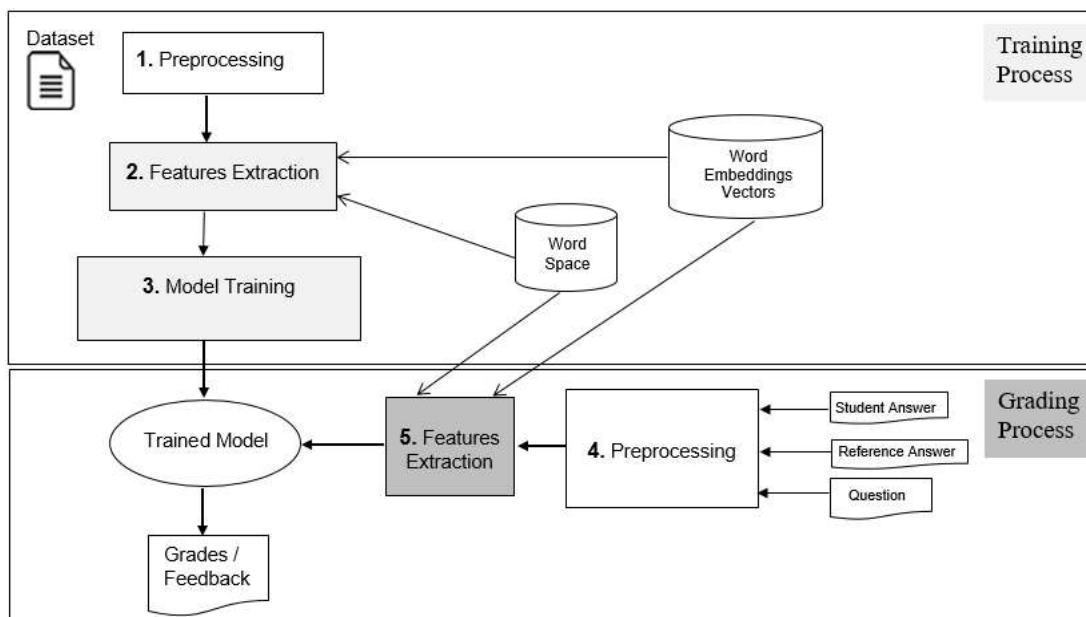 Dataset
1. Preprocessing
Training
Process
2. Features Extraction
Word
Embeddings
Vectors
Word
Space
3. Model Training
Grading
Process
Student Answer
Trained Model
5. Features
Extraction
4. Preprocessing
Reference Answer
Question
Grades /
Feedback